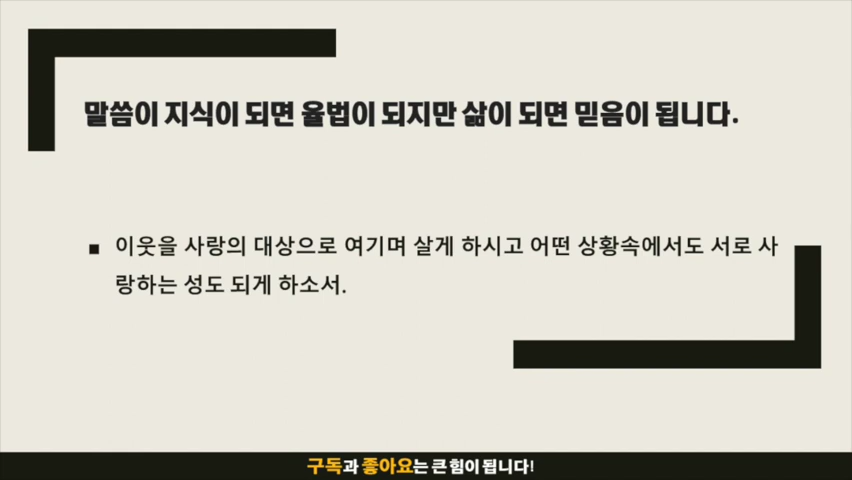 말씀이 지식이 되면 율법이 되지만 삶이 되면 믿음이 됩니다.
■ 이웃을 사랑의 대상으로 여기며 살게 하시고 어떤 상황속에서도 서로 사
랑하는 성도 되게 하소서.
구독과 좋아요는 큰 힘이 됩니다!